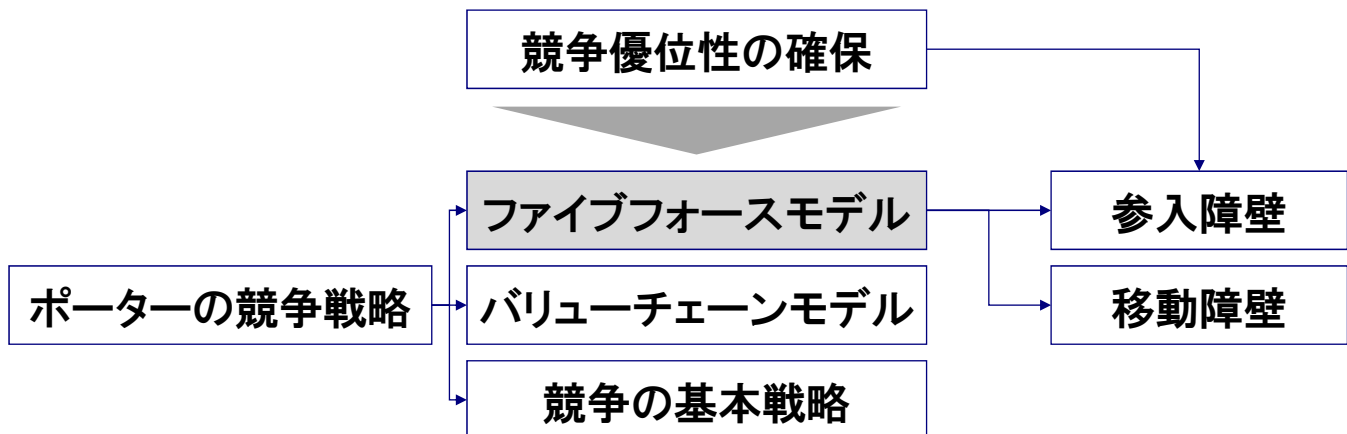 競争優位性の確保
ファイブフォースモデル
参入障壁
ポーターの競争戦略
バリューチェーンモデル
移動障壁
競争の基本戦略